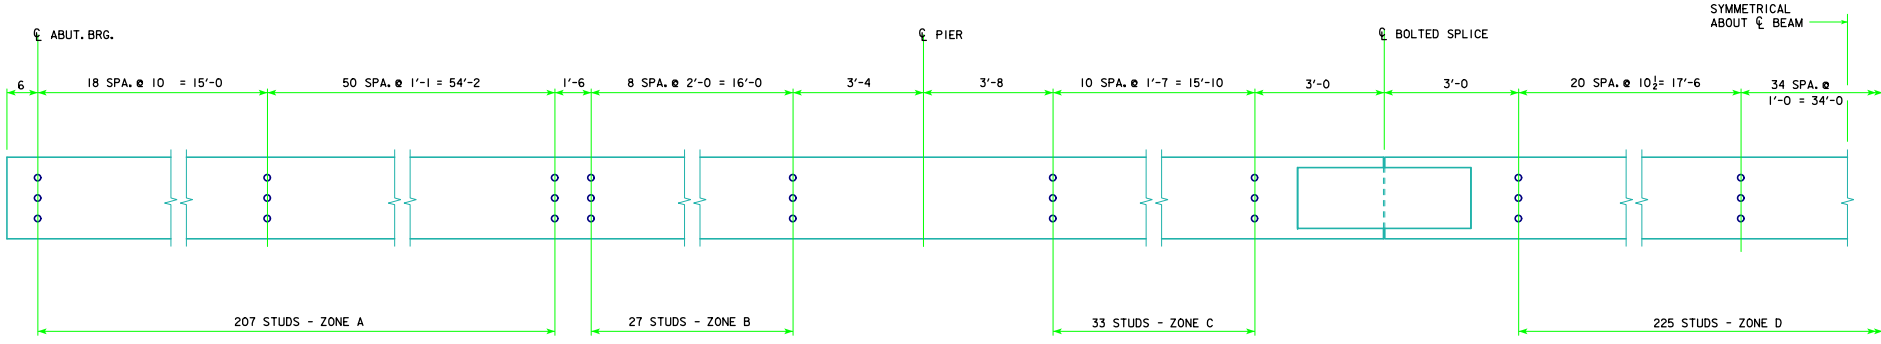 SYMMETRICAL
ABOUT ℄ BEAM
℄ ABUT. BRG.
℄ PIER
℄ BOLTED SPLICE
6
18 SPA. @ 10 = 15'-0
50 SPA. @ 1'-1 = 54'-2
1'-6
8 SPA. @ 2'-0 = 16'-0
3'-4
3'-8
10 SPA. @ 1'-7 = 15'-10
3'-0
3'-0
20 SPA. @ 10½ = 17'-6
34 SPA. @
1'-0 = 34'-0
207 STUDS - ZONE A
27 STUDS - ZONE B
33 STUDS - ZONE C
225 STUDS - ZONE D